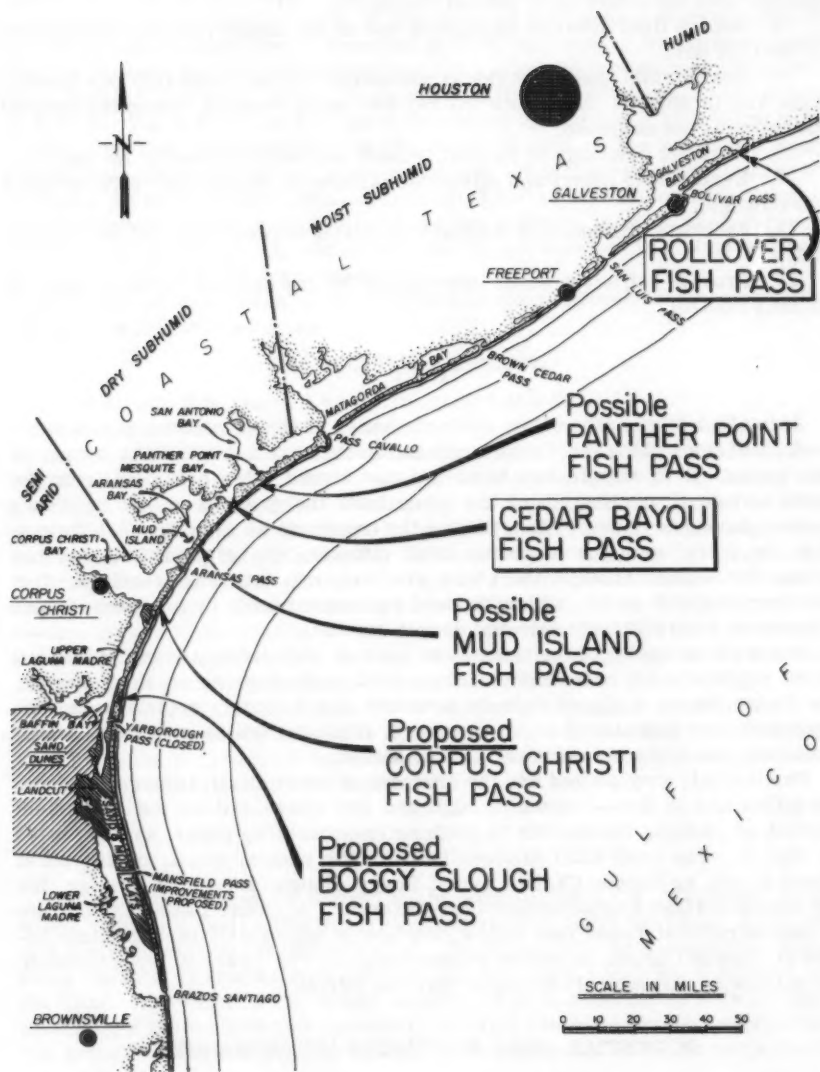 HUMID
HOUSTON
-N-
MOIST SUBHUMID
DRY SUBHUMID
SEMI
ARID
COASTAL TEXAS
GALVESTON
BAY
GALVESTON
BOLIVAR PASS
ROLLOVER
FISH PASS
FREEPORT
SAN LUIS PASS
BROWN CEDAR
PASS
MATAGORDA
BAY
PASS CAVALLO
SAN ANTONIO
BAY
PANTHER POINT
MESQUITE BAY
ARANSAS
BAY
MUD
ISLAND
CORPUS CHRISTI
BAY
ARANSAS PASS
CORPUS
CHRISTI
Possible
PANTHER POINT
FISH PASS
CEDAR BAYOU
FISH PASS
Possible
MUD ISLAND
FISH PASS
UPPER
LAGUNA MADRE
BAFFIN BAY
YARBOROUGH
PASS (CLOSED)
SAND
DUNES
LANDCUT
Proposed
CORPUS CHRISTI
FISH PASS
Proposed
BOGGY SLOUGH
FISH PASS
MANSFIELD PASS
(IMPROVEMENTS
PROPOSED)
LOWER
LAGUNA
MADRE
BRAZOS SANTIAGO
BROWNSVILLE
GULF OF
MEXICO
SCALE IN MILES
0 10 20 30 40 50